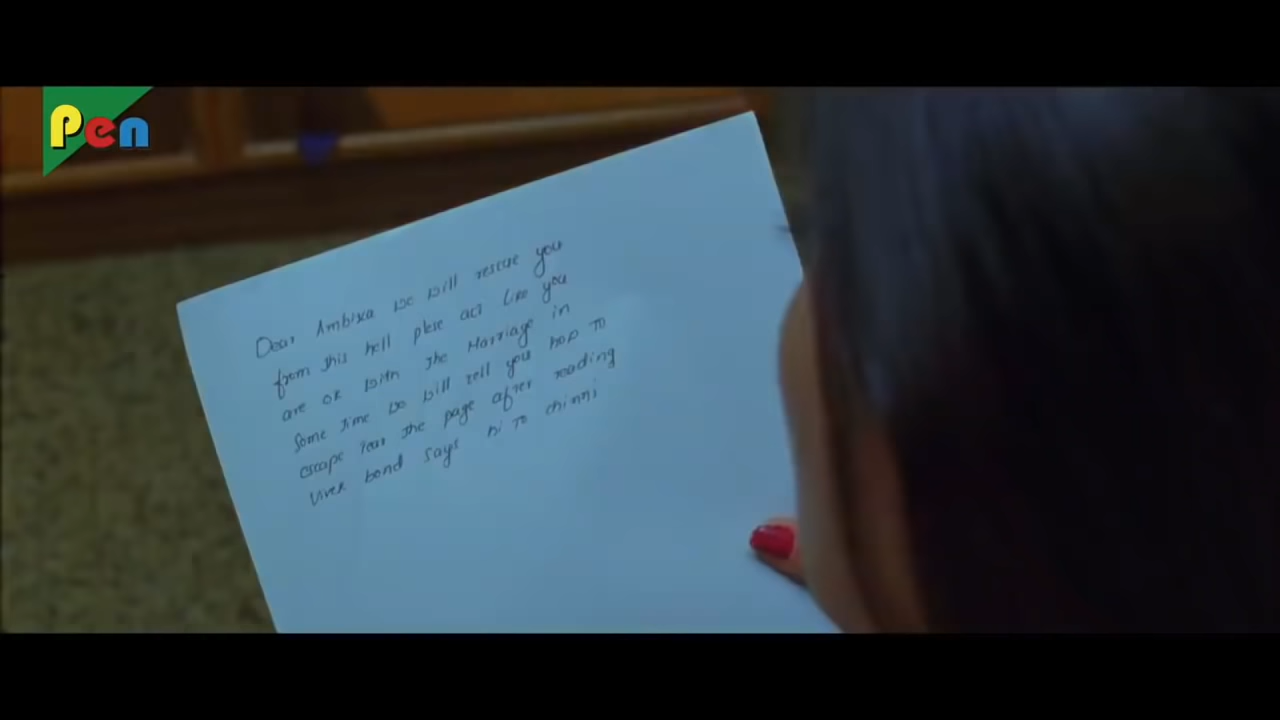 Pen
Dear Ambika we will rescue you
from this hell plese act like you
are ok with the Marriage in
Some time we will tell you how to
escape tear the page after reading
Vivek bond says hi to chinni